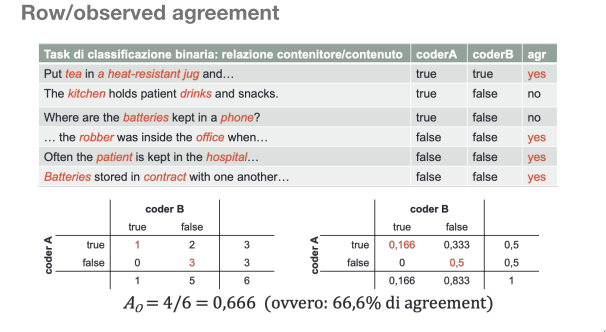 Row/observed agreement
Task di classificazione binaria: relazione contenitore/contenuto coderA coderB agr
Put tea in a heat-resistant jug and… true true yes
The kitchen holds patient drinks and snacks. true false no
Where are the batteries kept in a phone? true false no
… the robber was inside the office when… false false yes
Often the patient is kept in the hospital… false false yes
Batteries stored in contract with one another… false false yes
coder B
true false
coder A
true 1 2 3
false 0 3 3
1 5 6
coder B
true false
coder A
true 0,166 0,333 0,5
false 0 0,5 0,5
0,166 0,833 1
A_O = 4/6 = 0,666 (ovvero: 66,6% di agreement)